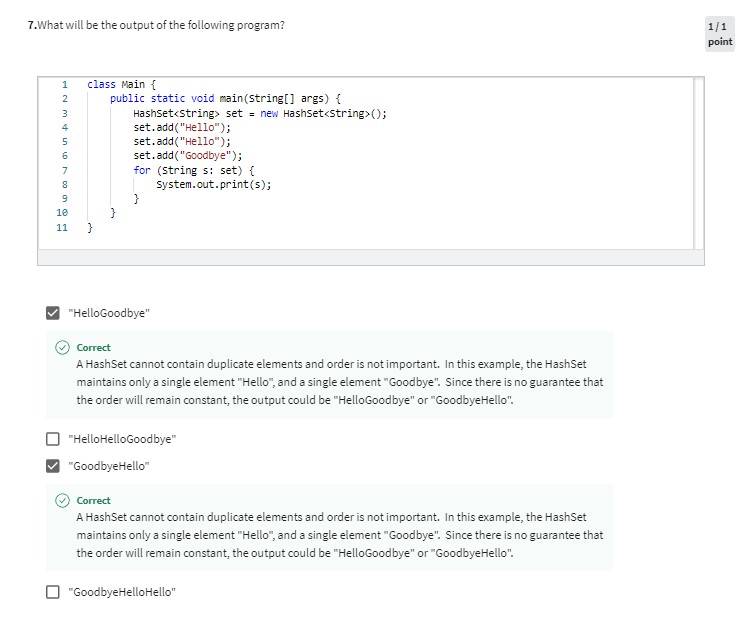 7.What will be the output of the following program?
1/1
point
1 class Main {
2 public static void main(String[] args) {
3 HashSet<String> set = new HashSet<String>();
4 set.add("Hello");
5 set.add("Hello");
6 set.add("Goodbye");
7 for (String s: set) {
8 System.out.print(s);
9 }
10 }
11 }
"HelloGoodbye"
Correct
A HashSet cannot contain duplicate elements and order is not important. In this example, the HashSet
maintains only a single element "Hello", and a single element "Goodbye". Since there is no guarantee that
the order will remain constant, the output could be "HelloGoodbye" or "GoodbyeHello".
"HelloHelloGoodbye"
"GoodbyeHello"
Correct
A HashSet cannot contain duplicate elements and order is not important. In this example, the HashSet
maintains only a single element "Hello", and a single element "Goodbye". Since there is no guarantee that
the order will remain constant, the output could be "HelloGoodbye" or "GoodbyeHello".
"GoodbyeHelloHello"